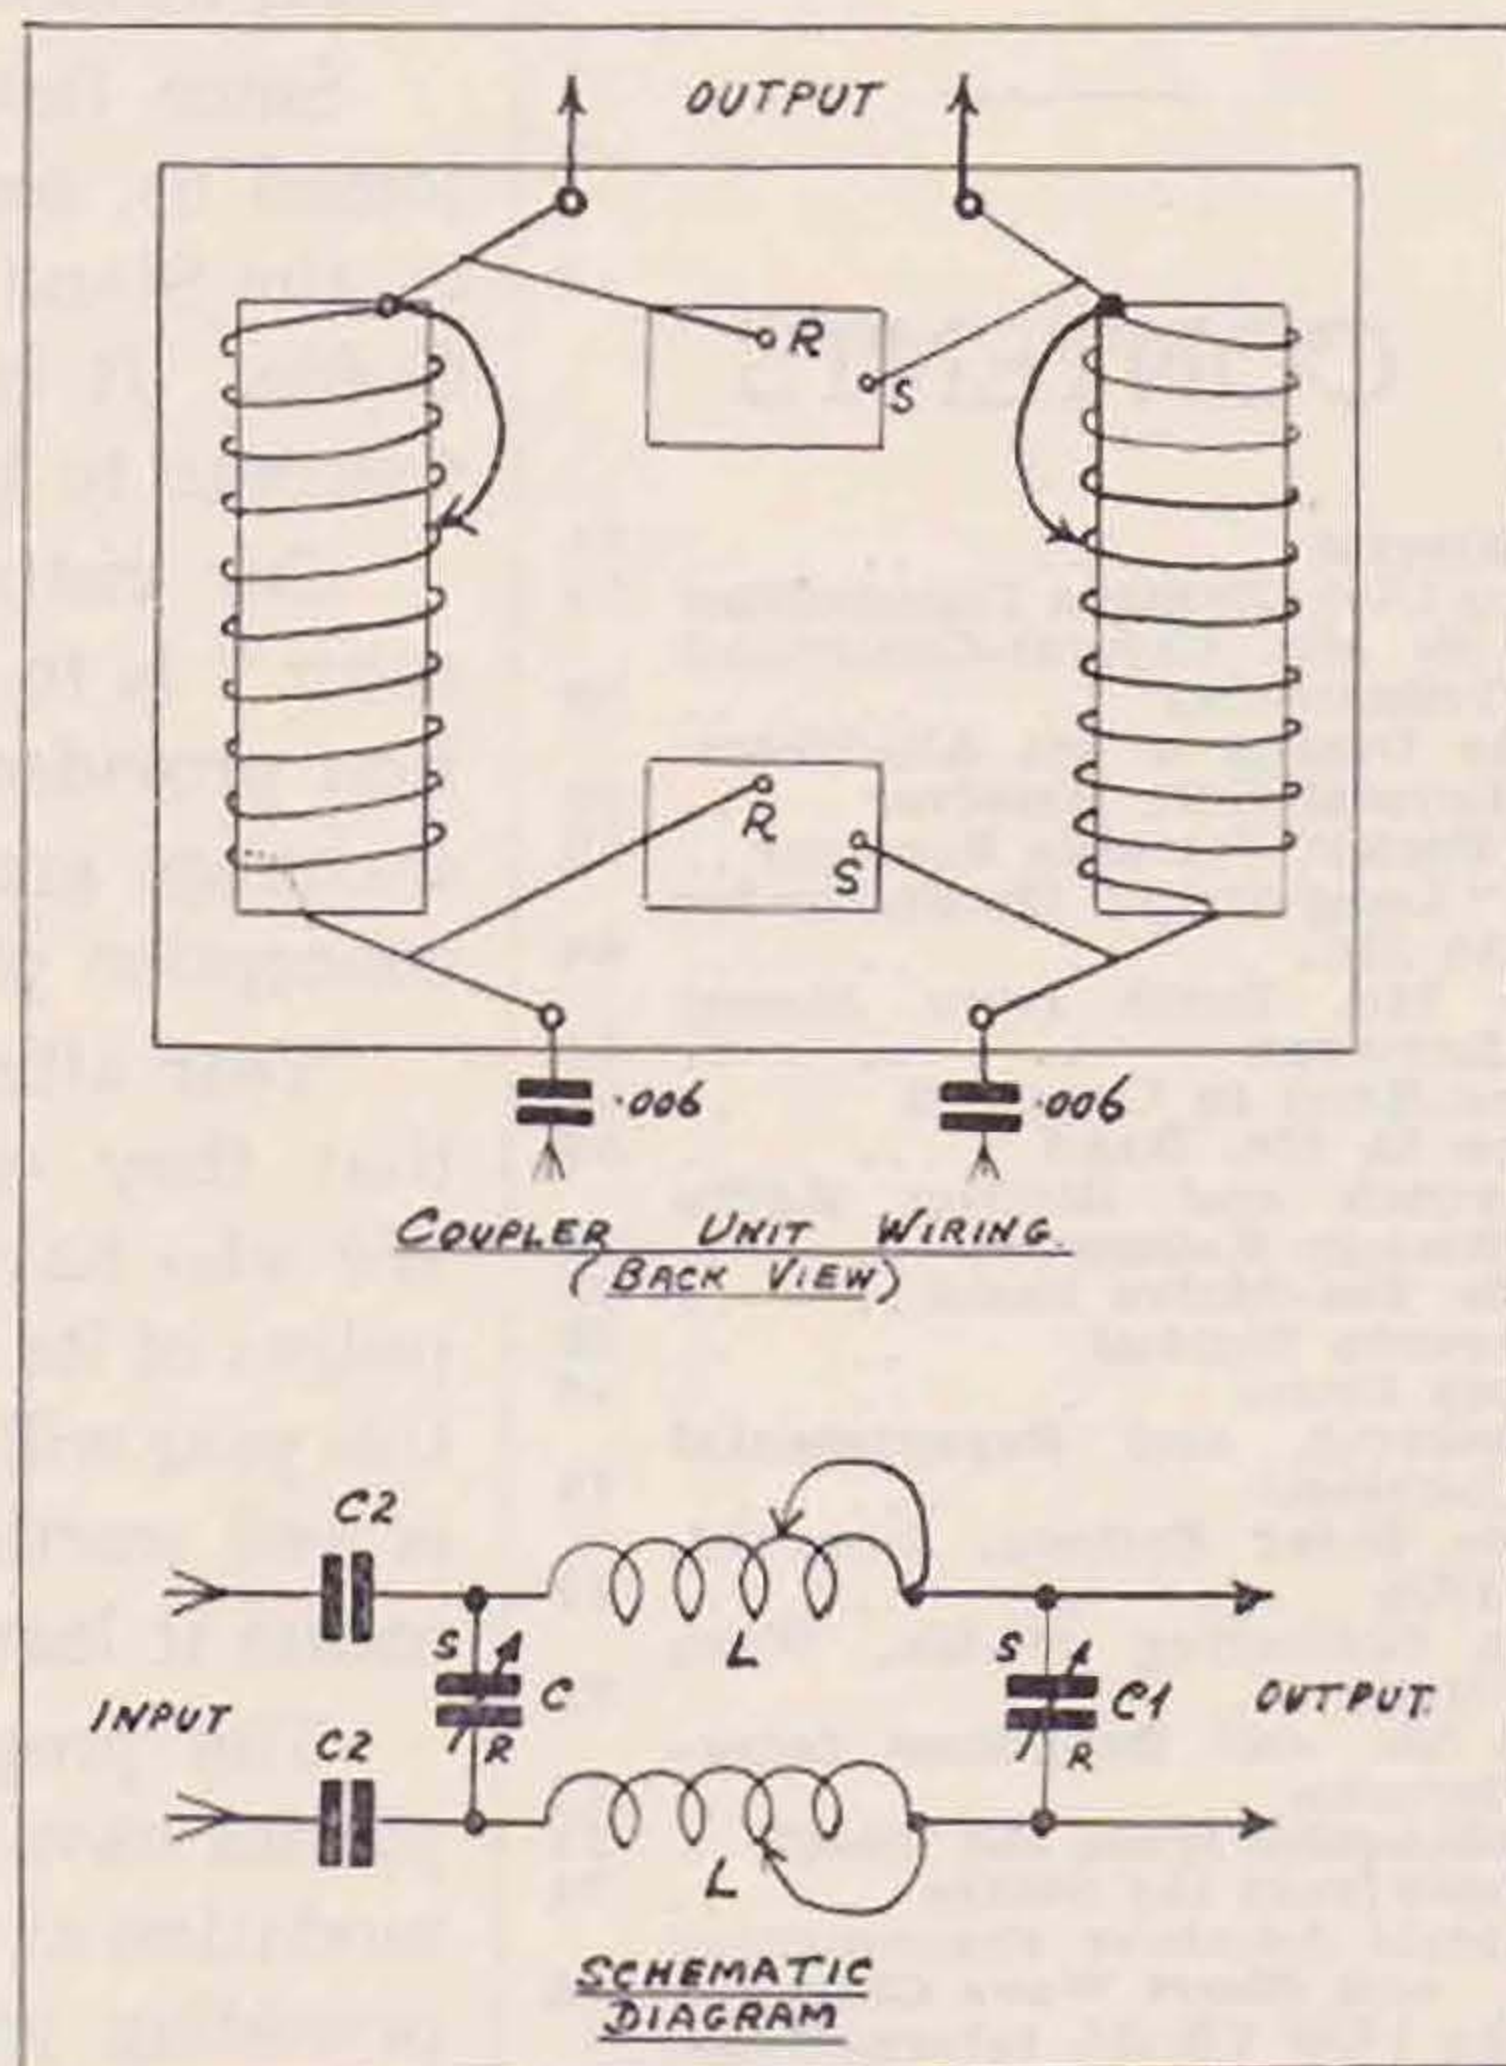 OUTPUT
R
S
R
S
.006 .006
COUPLER UNIT WIRING.
(BACK VIEW)
C2
L
S C S C1
INPUT OUTPUT.
C2 R R
L
SCHEMATIC
DIAGRAM